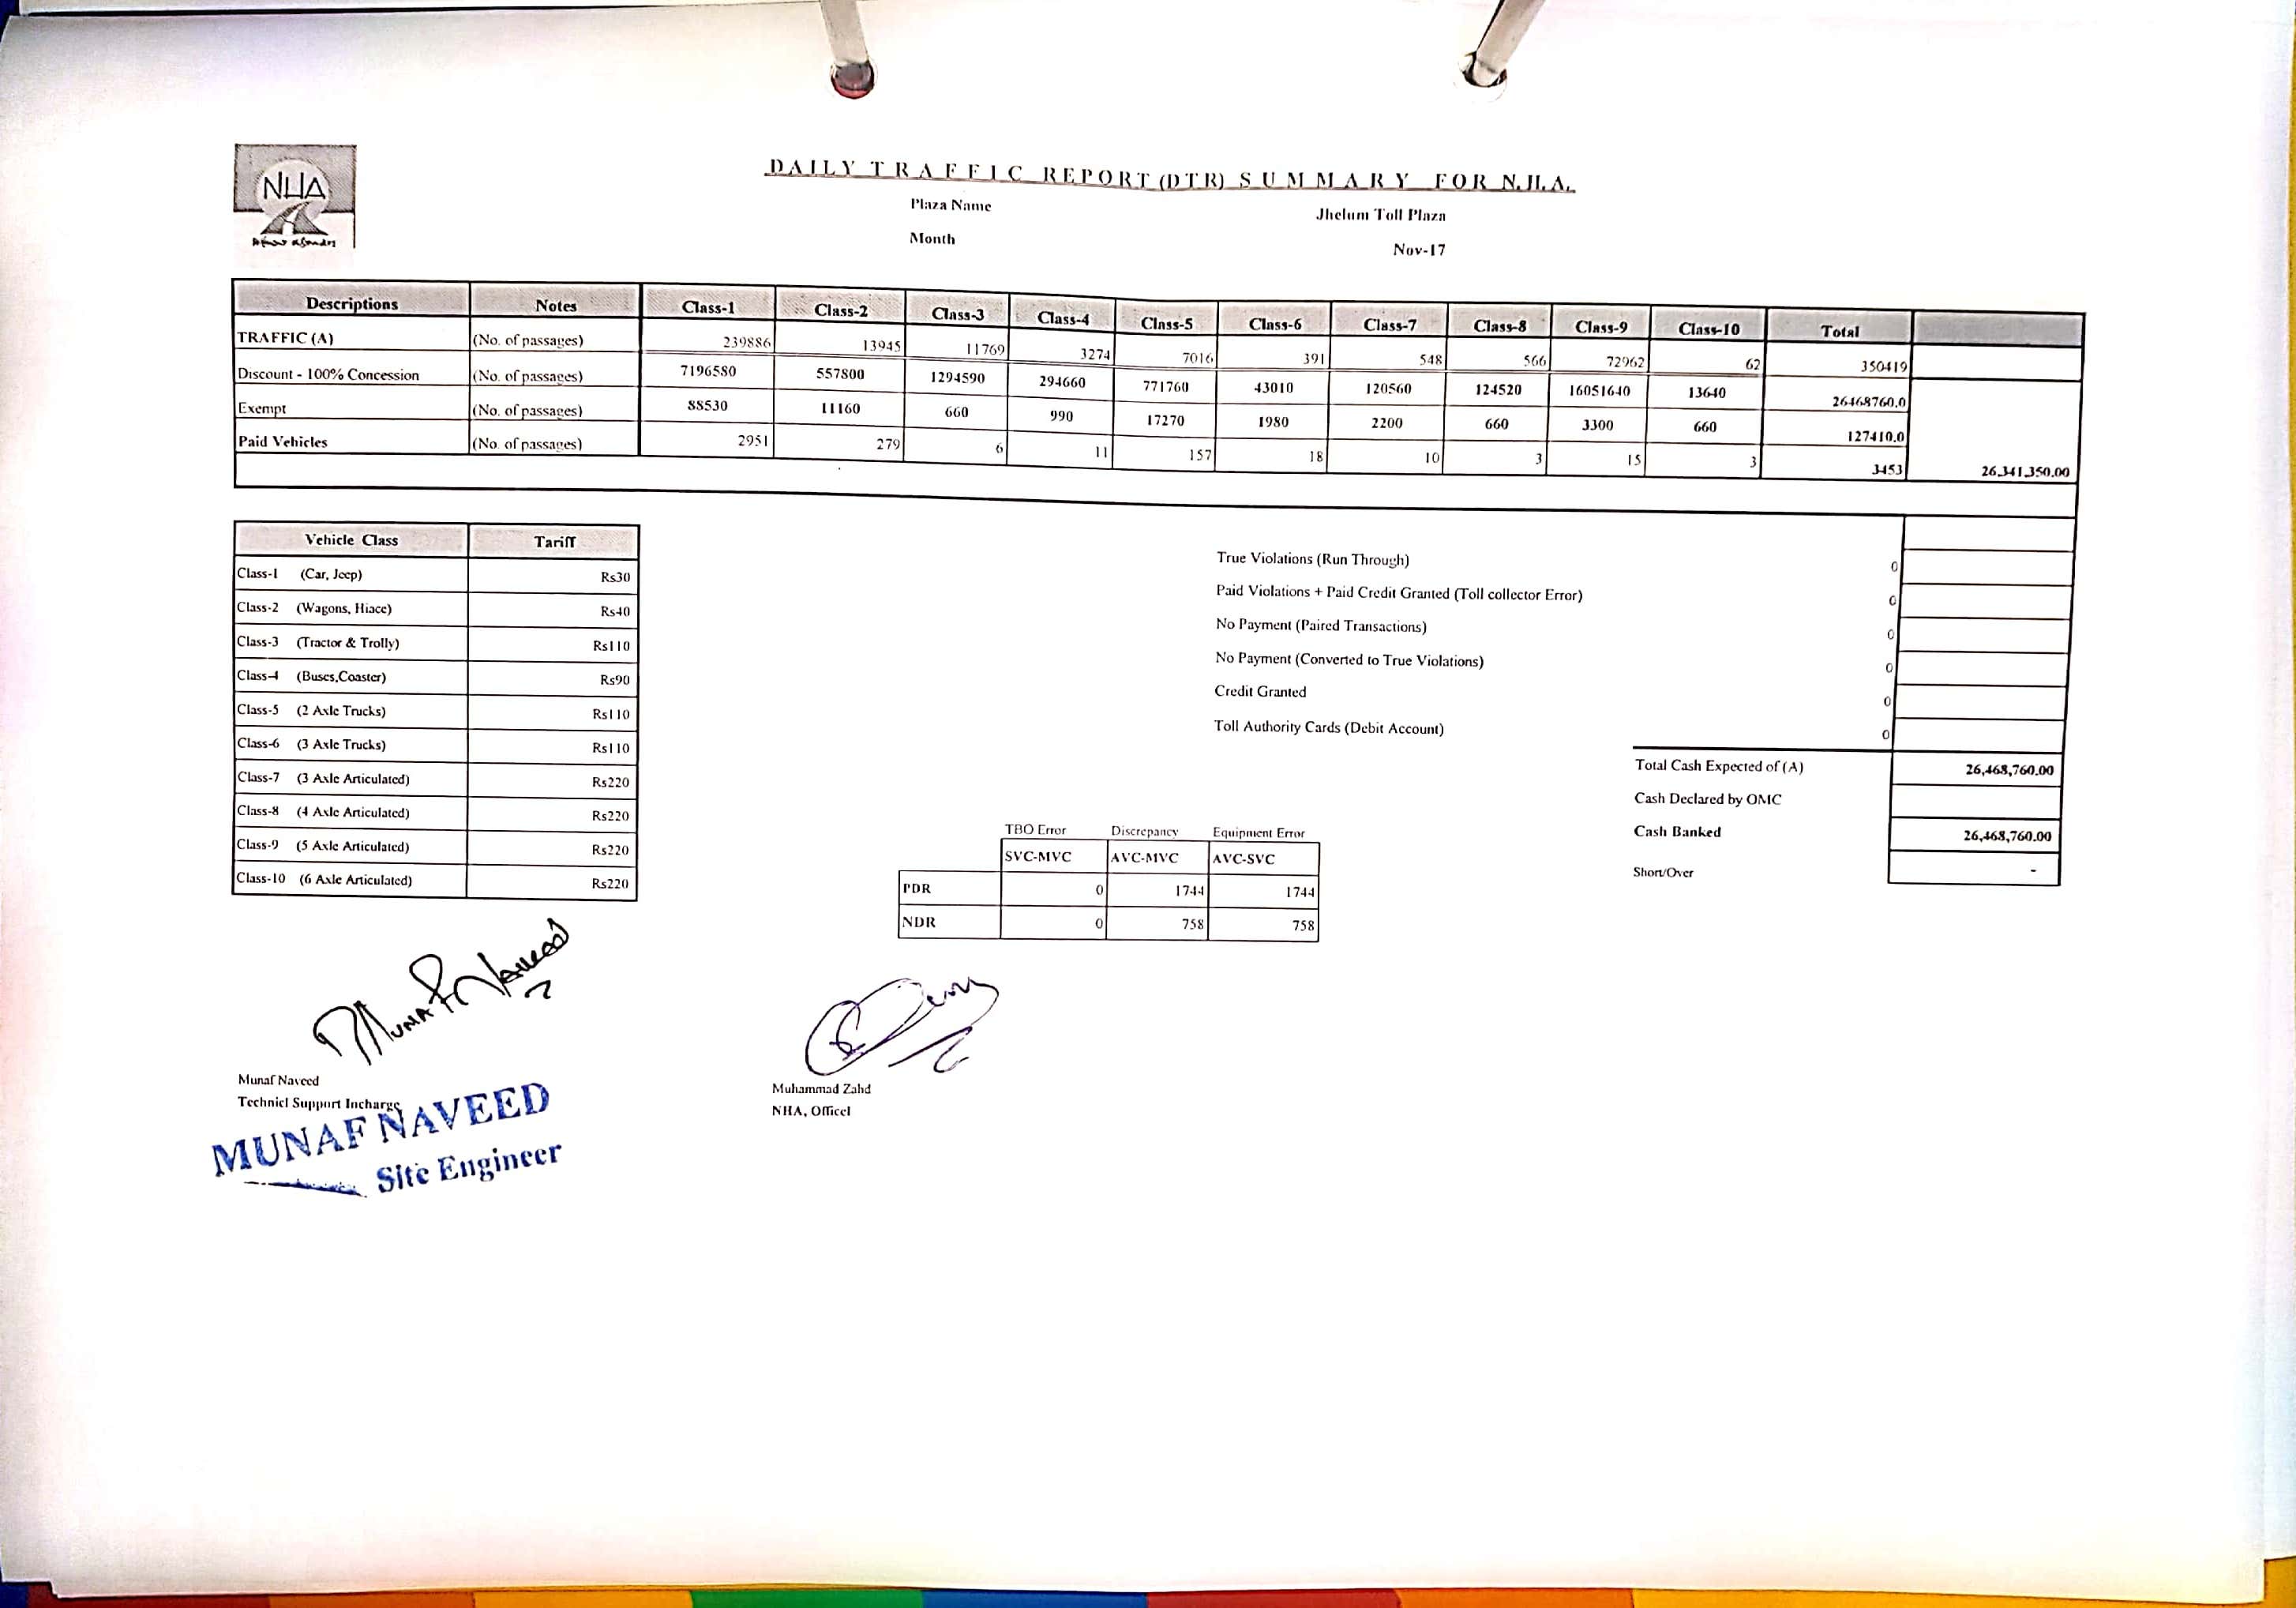 NHA
DAILY TRAFFIC REPORT (DTR) SUMMARY FOR N.H.A.
Plaza Name Jhelum Toll Plaza
Month Nov-17
Descriptions Notes Class-1 Class-2 Class-3 Class-4 Class-5 Class-6 Class-7 Class-8 Class-9 Class-10 Total
TRAFFIC (A) (No. of passages) 239886 13945 11769 3274 7016 391 548 566 72962 62 350419
Discount - 100% Concession (No. of passages) 7196580 557800 1294590 294660 771760 43010 120560 124520 16051640 13640 26468760.0
Exempt (No. of passages) 88530 11160 660 990 17270 1980 2200 660 3300 660 127410.0
Paid Vehicles (No. of passages) 2951 279 6 11 157 18 10 3 15 3 3453 26,341,350.00
Vehicle Class Tariff
Class-1 (Car, Jeep) Rs30
Class-2 (Wagons, Hiace) Rs40
Class-3 (Tractor & Trolly) Rs110
Class-4 (Buses,Coaster) Rs90
Class-5 (2 Axle Trucks) Rs110
Class-6 (3 Axle Trucks) Rs110
Class-7 (3 Axle Articulated) Rs220
Class-8 (4 Axle Articulated) Rs220
Class-9 (5 Axle Articulated) Rs220
Class-10 (6 Axle Articulated) Rs220
True Violations (Run Through) 0
Paid Violations + Paid Credit Granted (Toll collector Error) 0
No Payment (Paired Transactions) 0
No Payment (Converted to True Violations) 0
Credit Granted 0
Toll Authority Cards (Debit Account) 0
Total Cash Expected of (A) 26,468,760.00
Cash Declared by OMC
Cash Banked 26,468,760.00
Short/Over -
TBO Error Discrepancy Equipment Error
SVC-MVC AVC-MVC AVC-SVC
PDR 0 1744 1744
NDR 0 758 758
Munaf Naveed
Munaf Naveed
Technicl Support Incharge
MUNAF NAVEED
Site Engineer
Muhammad Zahd
NHA, Officel